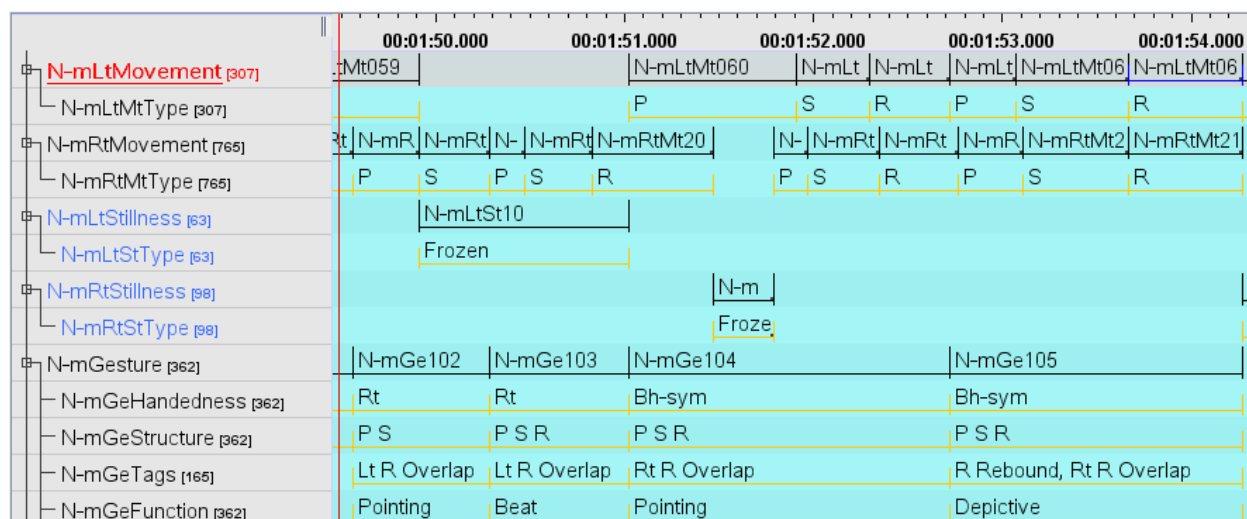 00:01:50.000 00:01:51.000 00:01:52.000 00:01:53.000 00:01:54.000
N-mLtMovement [307] tMt059 N-mLtMt060 N-mLt N-mLt N-mLt N-mLtMt06 N-mLtMt06
N-mLtMtType [307] P S R P S R
N-mRtMovement [765] Rt N-mR N-mRt N- N-mRt N-mRtMt20 N- N-mRt N-mRt N-mR N-mRtMt2 N-mRtMt21
N-mRtMtType [765] P S P S R P S R P S R
N-mLtStillness [63] N-mLtSt10
N-mLtStType [63] Frozen
N-mRtStillness [98] N-m
N-mRtStType [98] Froze
N-mGesture [362] N-mGe102 N-mGe103 N-mGe104 N-mGe105
N-mGeHandedness [362] Rt Rt Bh-sym Bh-sym
N-mGeStructure [362] P S P S R P S R P S R
N-mGeTags [165] Lt R Overlap Lt R Overlap Rt R Overlap R Rebound, Rt R Overlap
N-mGeFunction [362] Pointing Beat Pointing Depictive